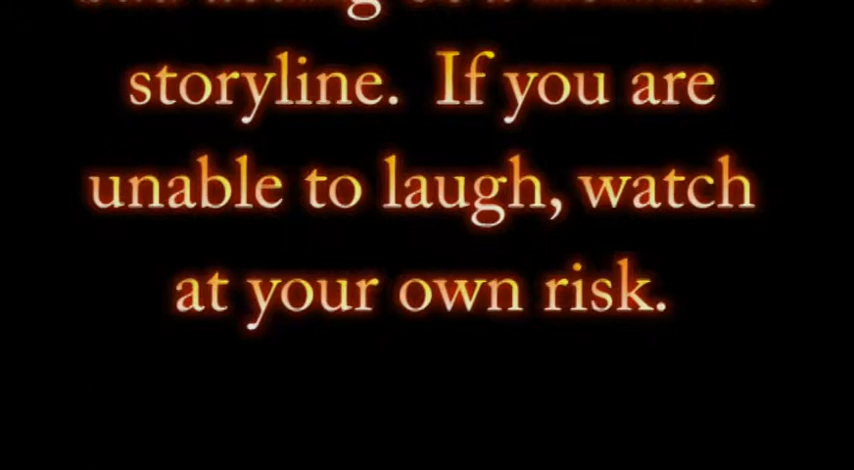 storyline. If you are
unable to laugh, watch
at your own risk.